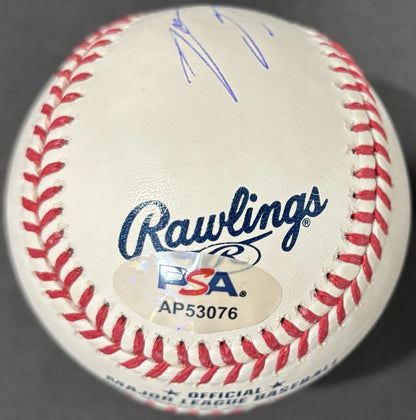 Rawlings®
R
PSA®
AP53076
★ OFFICIAL ★
MAJOR LEAGUE BASEBALL